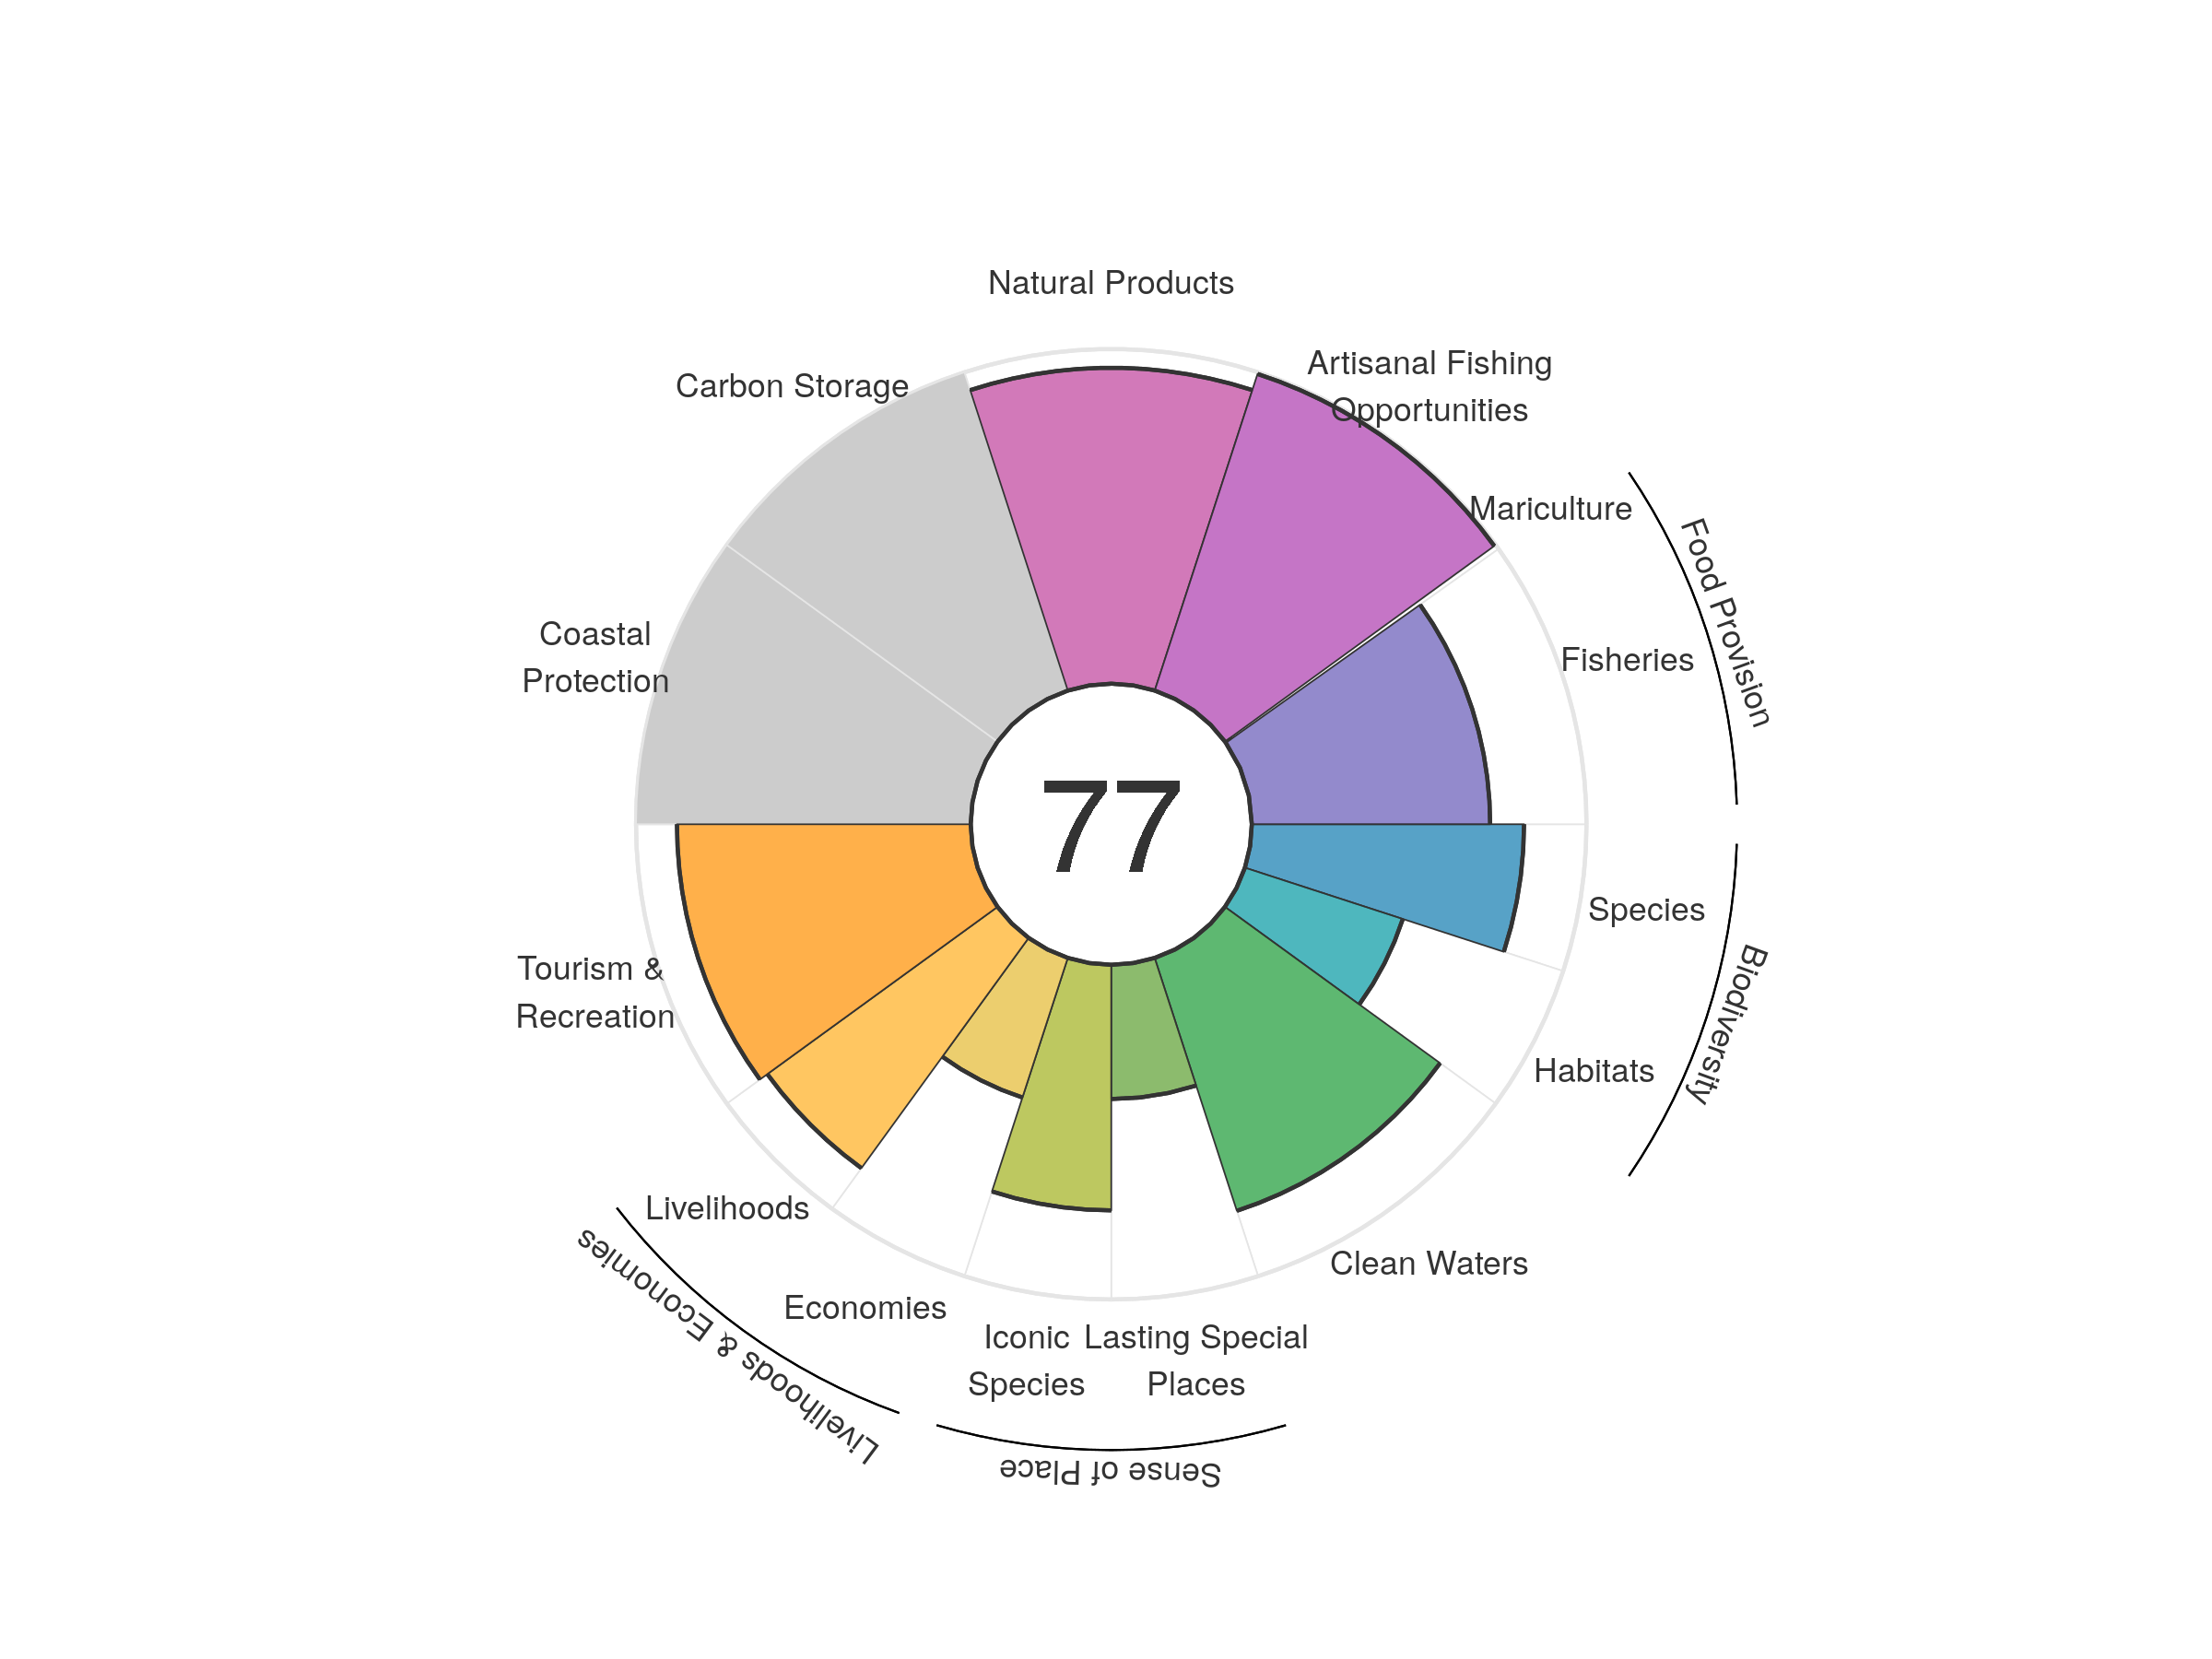 Natural Products
Artisanal Fishing
Opportunities
Carbon Storage
Mariculture
Food Provision
Coastal
Protection
Fisheries
77
Species
Biodiversity
Tourism &
Recreation
Habitats
Livelihoods
Clean Waters
Livelihoods & Economies
Economies
Iconic
Species
Lasting Special
Places
Sense of Place